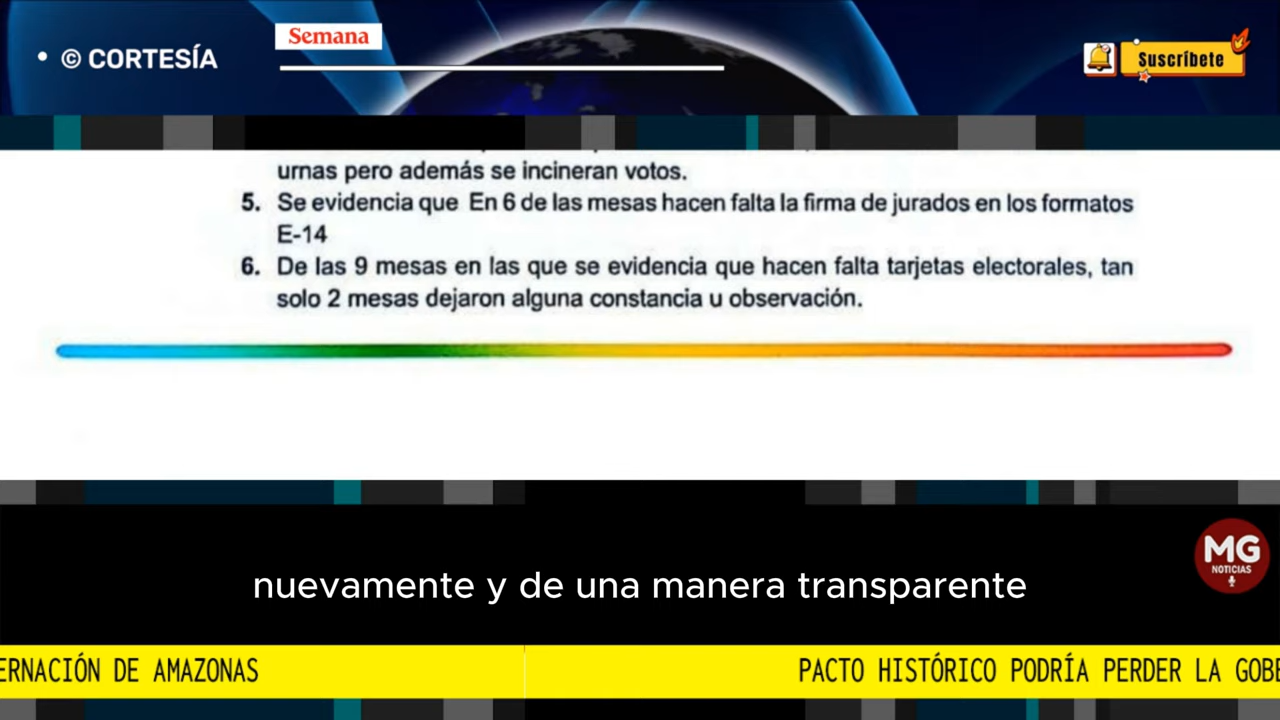 • © CORTESÍA
Semana
Suscríbete
urnas pero además se incineran votos.
5. Se evidencia que En 6 de las mesas hacen falta la firma de jurados en los formatos
E-14
6. De las 9 mesas en las que se evidencia que hacen falta tarjetas electorales, tan
solo 2 mesas dejaron alguna constancia u observación.
MG
NOTICIAS
nuevamente y de una manera transparente
ERNACIÓN DE AMAZONAS
PACTO HISTÓRICO PODRÍA PERDER LA GOBE